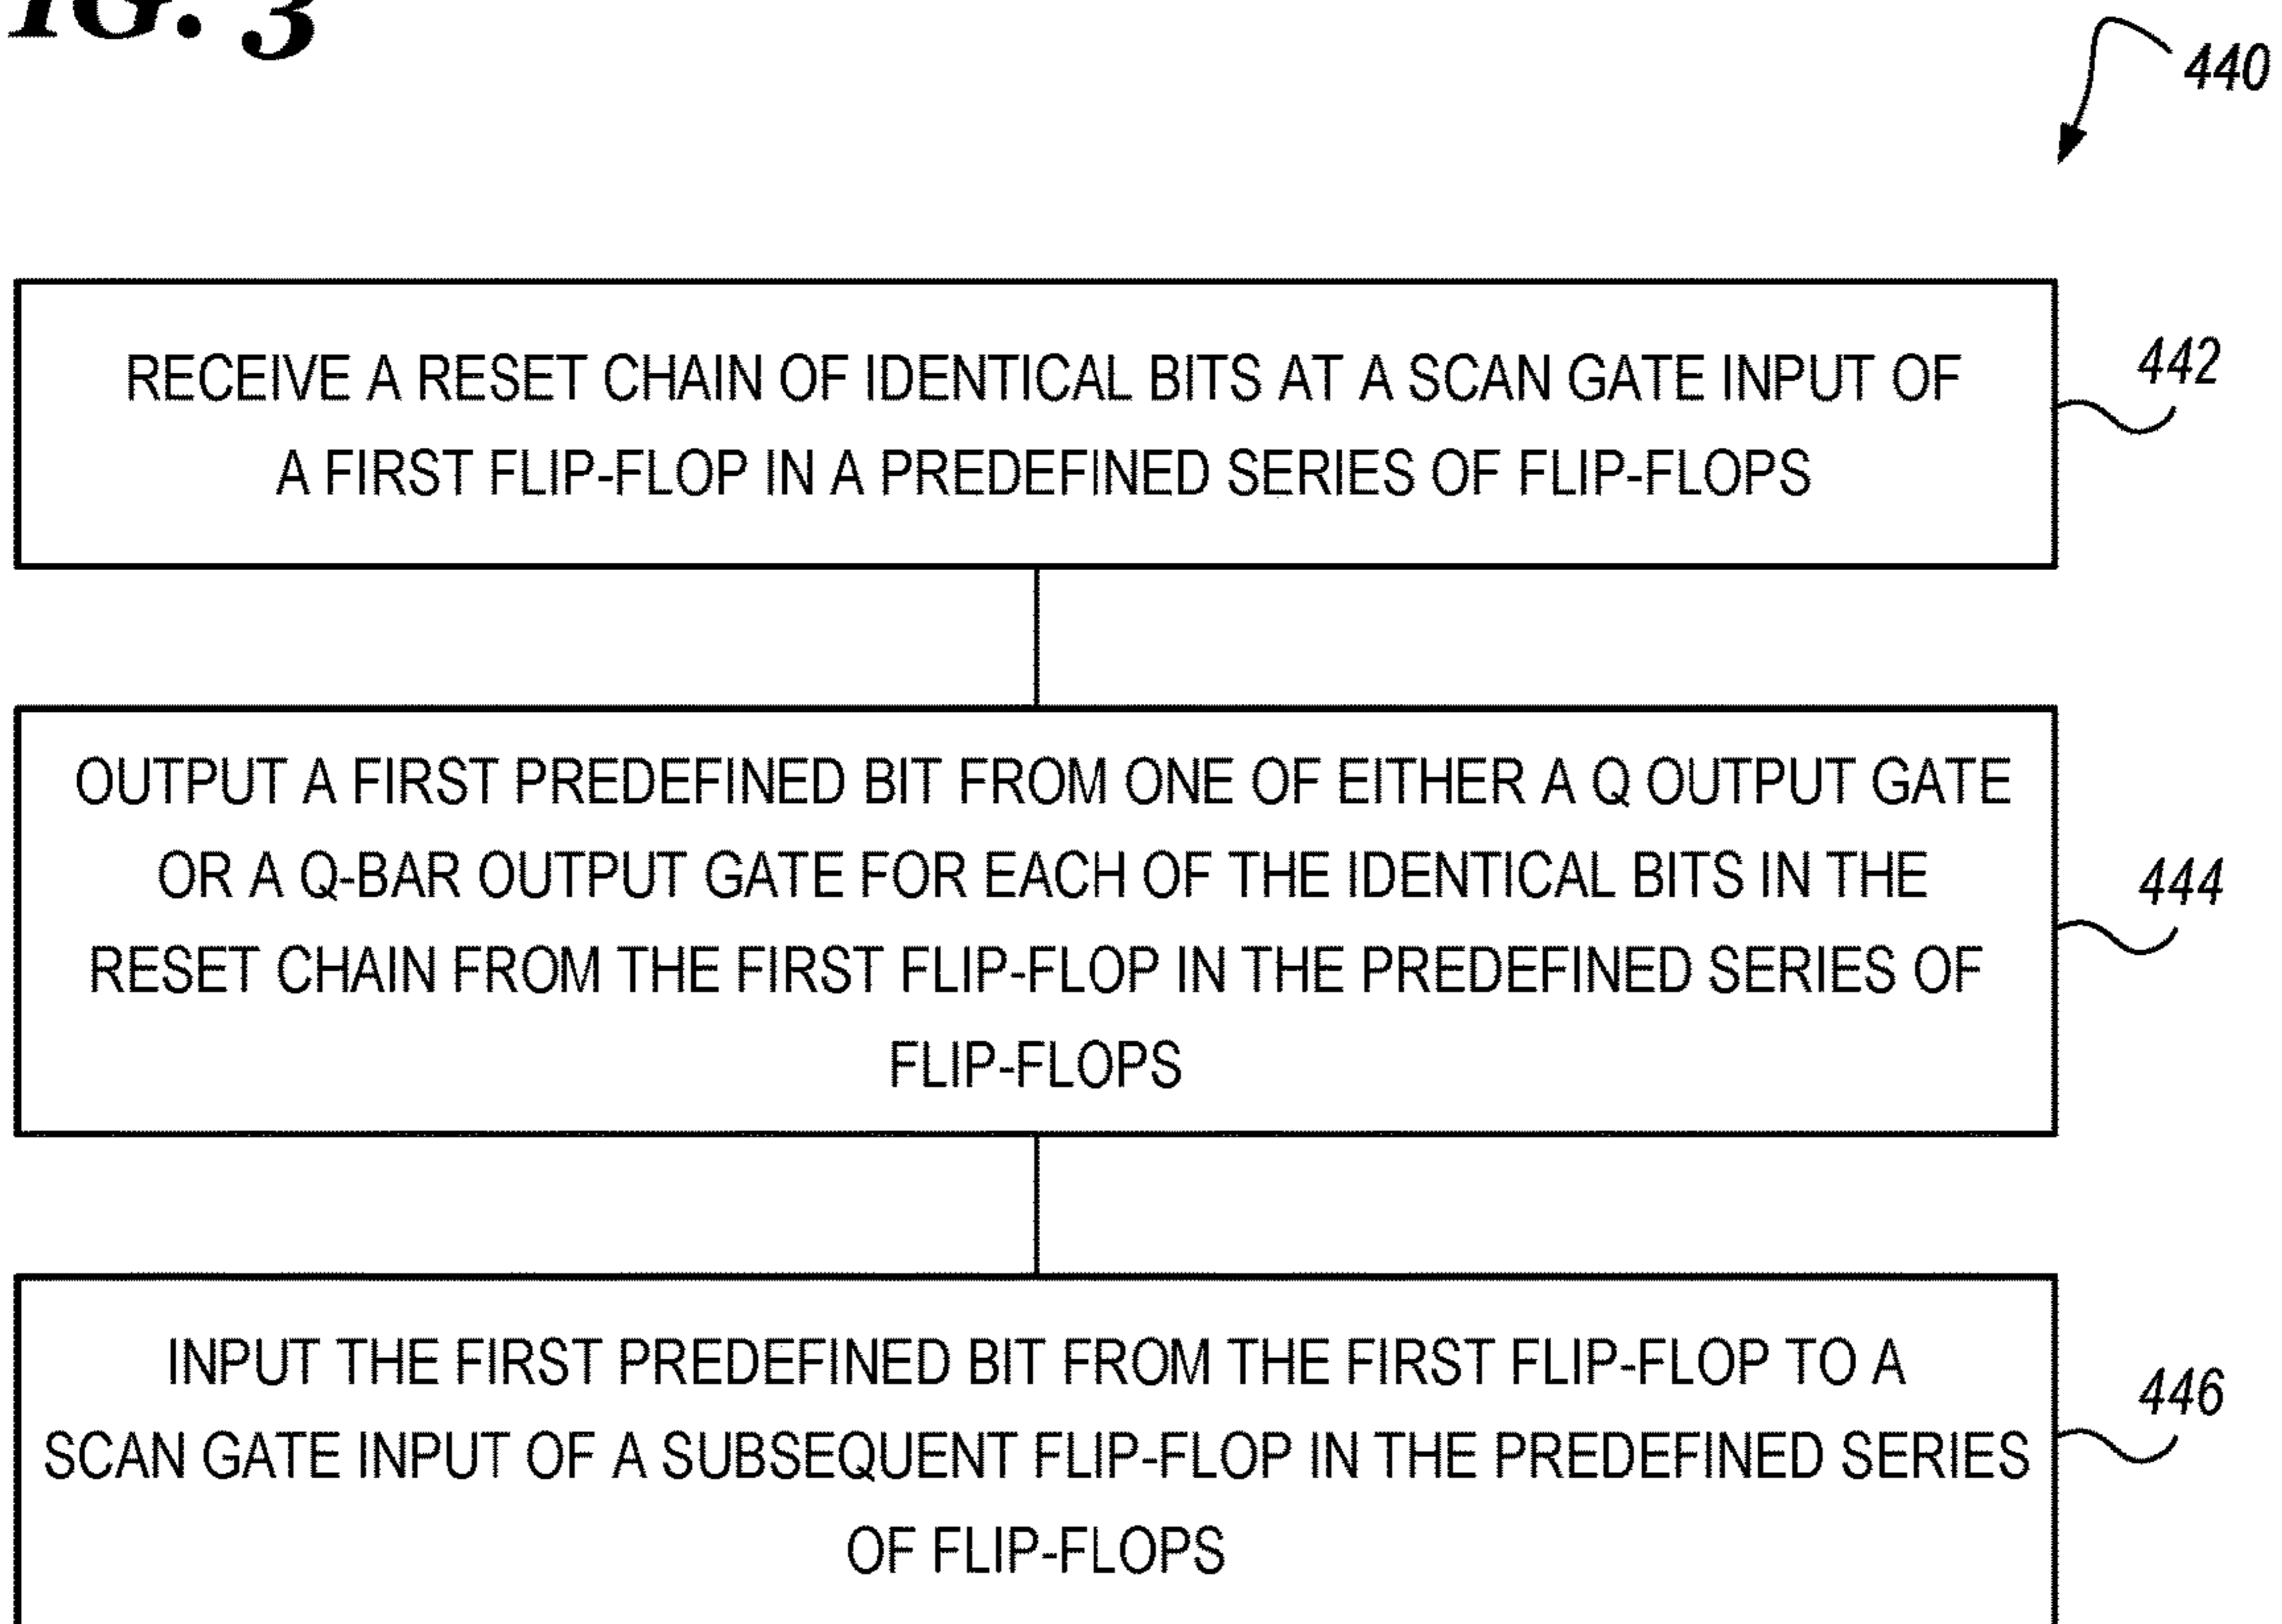 IG. 3
440
RECEIVE A RESET CHAIN OF IDENTICAL BITS AT A SCAN GATE INPUT OF
A FIRST FLIP-FLOP IN A PREDEFINED SERIES OF FLIP-FLOPS
442
OUTPUT A FIRST PREDEFINED BIT FROM ONE OF EITHER A Q OUTPUT GATE
OR A Q-BAR OUTPUT GATE FOR EACH OF THE IDENTICAL BITS IN THE
RESET CHAIN FROM THE FIRST FLIP-FLOP IN THE PREDEFINED SERIES OF
FLIP-FLOPS
444
INPUT THE FIRST PREDEFINED BIT FROM THE FIRST FLIP-FLOP TO A
SCAN GATE INPUT OF A SUBSEQUENT FLIP-FLOP IN THE PREDEFINED SERIES
OF FLIP-FLOPS
446